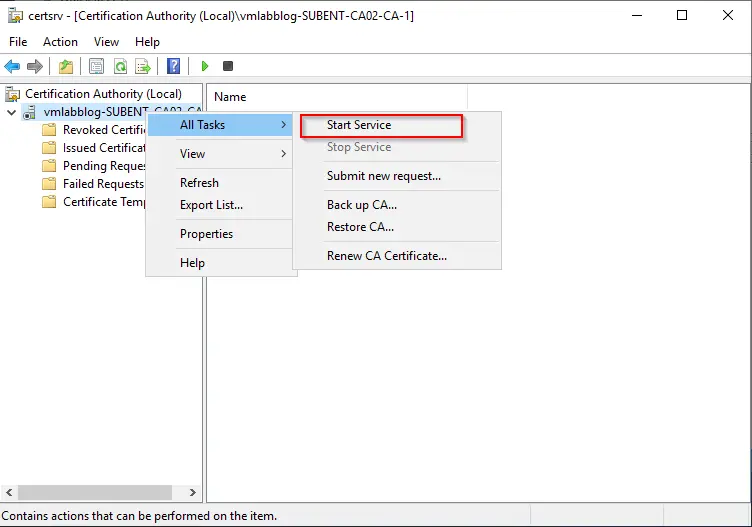 certsrv - [Certification Authority (Local)\vmlabblog-SUBENT-CA02-CA-1]
File Action View Help
Certification Authority (Local)
vmlabblog-SUBENT-CA02-CA
Revoked Certific
Issued Certificat
Pending Reques
Failed Requests
Certificate Temp
Name
All Tasks
View
Refresh
Export List...
Properties
Help
Start Service
Stop Service
Submit new request...
Back up CA...
Restore CA...
Renew CA Certificate...
Contains actions that can be performed on the item.